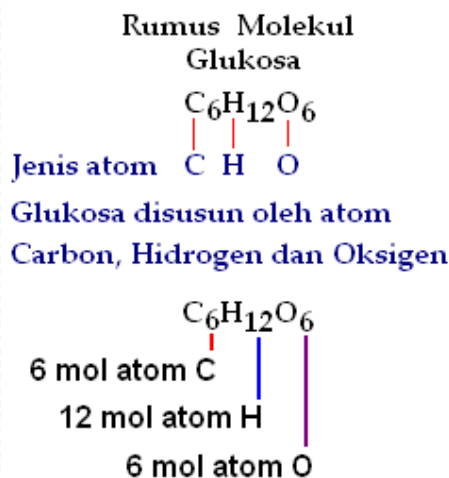 Rumus Molekul
Glukosa
C6H12O6
Jenis atom C H O
Glukosa disusun oleh atom
Carbon, Hidrogen dan Oksigen
C6H12O6
6 mol atom C
12 mol atom H
6 mol atom O